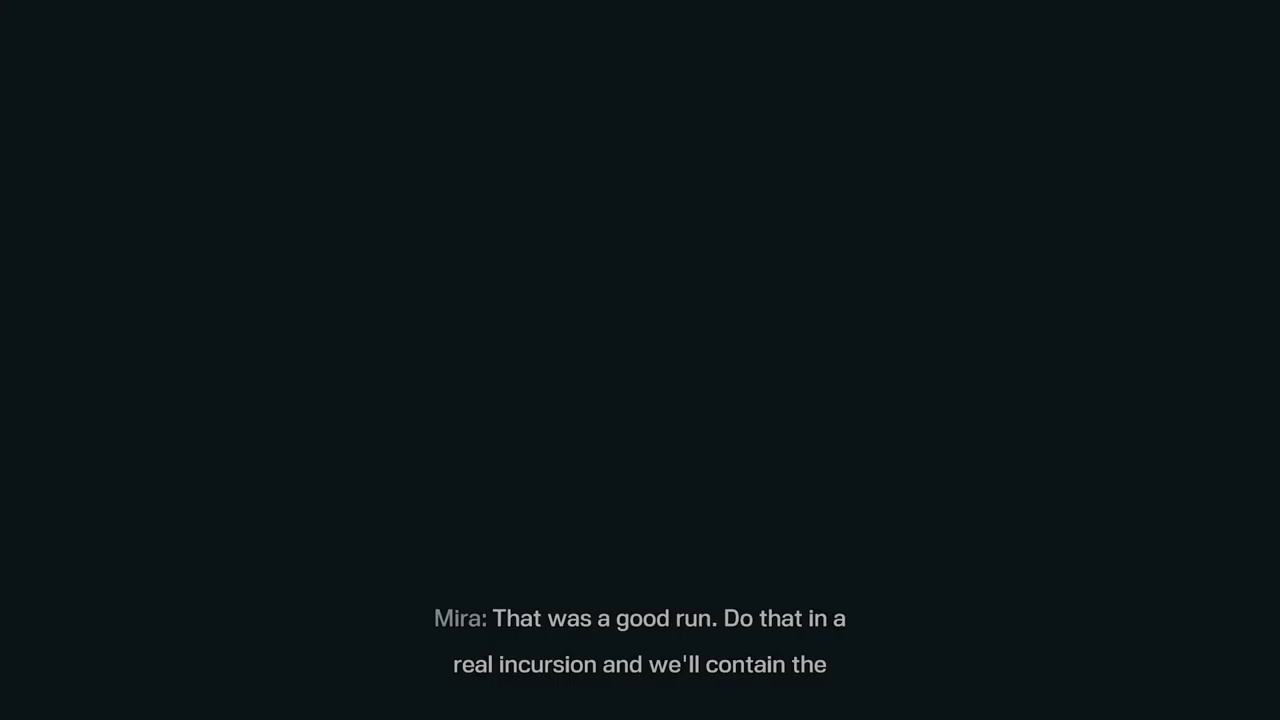 Mira: That was a good run. Do that in a
real incursion and we'll contain the